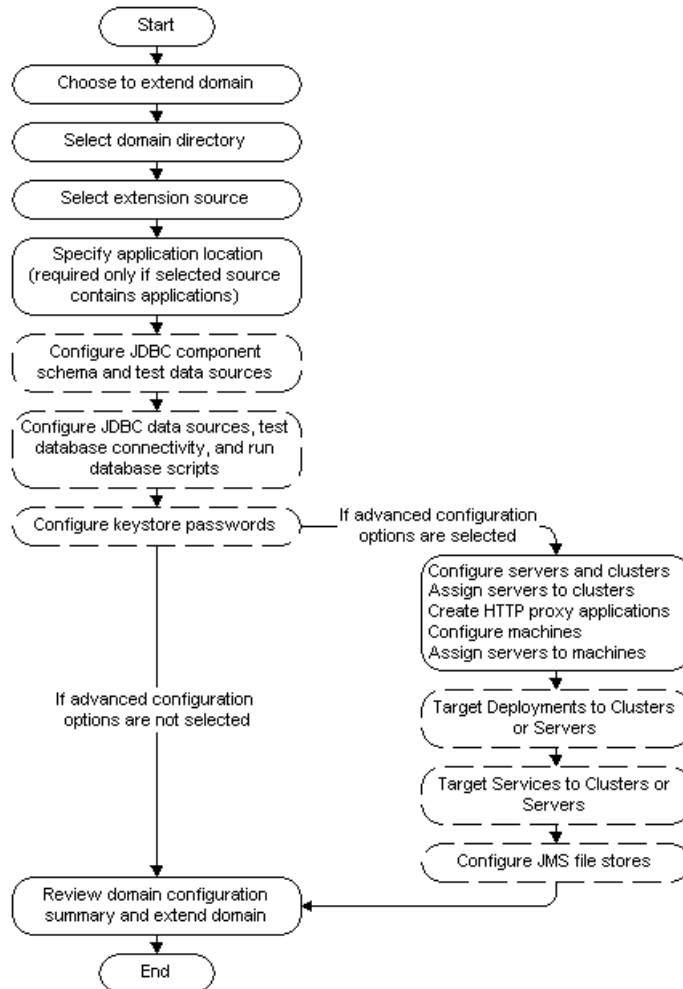 Start
Choose to extend domain
Select domain directory
Select extension source
Specify application location
(required only if selected source
contains applications)
Configure JDBC component
schema and test data sources
Configure JDBC data sources, test
database connectivity, and run
database scripts
Configure keystore passwords
If advanced configuration
options are selected
Configure servers and clusters
Assign servers to clusters
Create HTTP proxy applications
Configure machines
Assign servers to machines
If advanced configuration
options are not selected
Target Deployments to Clusters
or Servers
Target Services to Clusters or
Servers
Configure JMS file stores
Review domain configuration
summary and extend domain
End